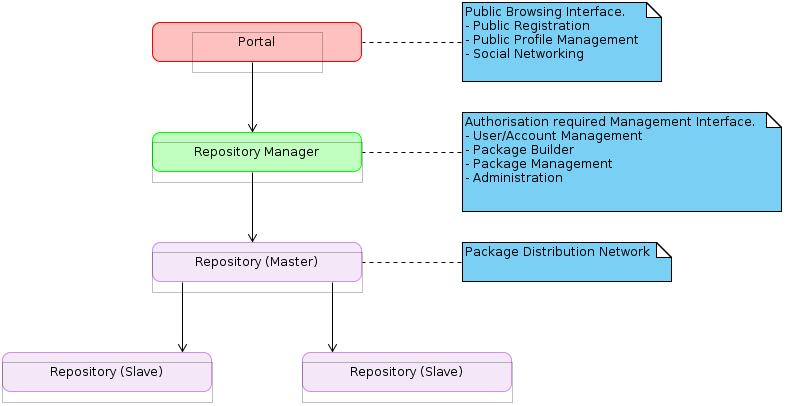 Portal
Public Browsing Interface.
- Public Registration
- Public Profile Management
- Social Networking
Repository Manager
Authorisation required Management Interface.
- User/Account Management
- Package Builder
- Package Management
- Administration
Repository (Master)
Package Distribution Network
Repository (Slave)
Repository (Slave)